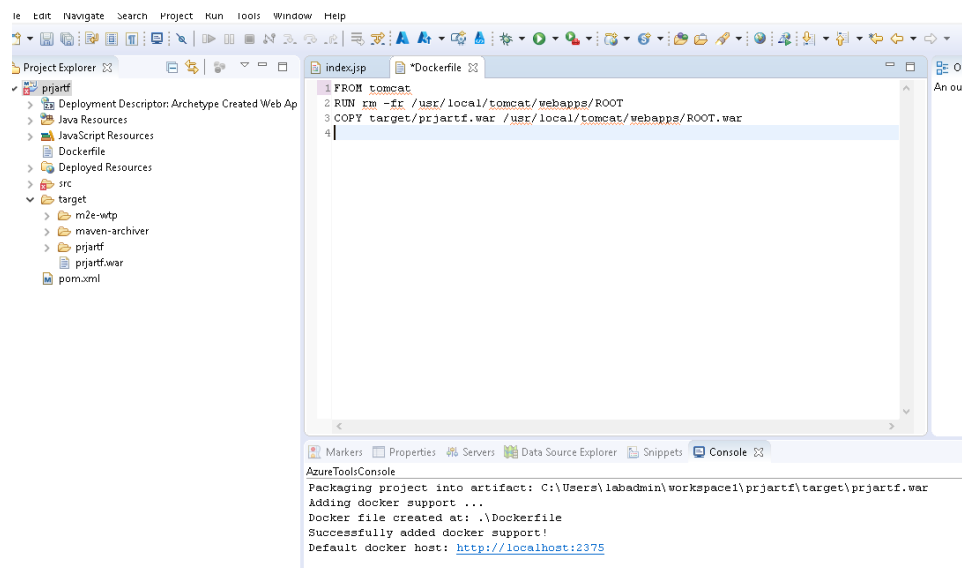 le Edit Navigate Search Project Run Tools Window Help
Project Explorer
index.jsp
*Dockerfile
O
An ou
prjartf
Deployment Descriptor: Archetype Created Web Ap
Java Resources
JavaScript Resources
Dockerfile
Deployed Resources
src
target
m2e-wtp
maven-archiver
prjartf
prjartf.war
pom.xml
1 FROM tomcat
2 RUN rm -fr /usr/local/tomcat/webapps/ROOT
3 COPY target/prjartf.war /usr/local/tomcat/webapps/ROOT.war
4
Markers Properties Servers Data Source Explorer Snippets Console
AzureToolsConsole
Packaging project into artifact: C:\Users\labadmin\workspace1\prjartf\target\prjartf.war
Adding docker support ...
Docker file created at: .\Dockerfile
Successfully added docker support!
Default docker host: http://localhost:2375